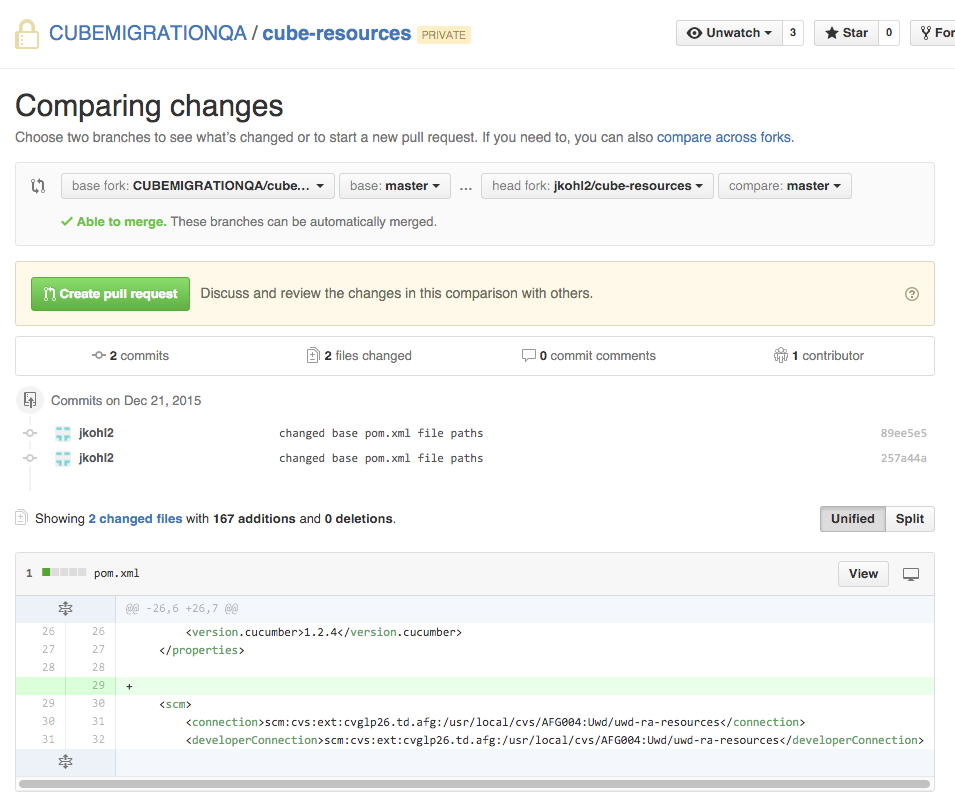 CUBEMIGRATIONQA / cube-resources PRIVATE Unwatch 3 Star 0 For
Comparing changes
Choose two branches to see what's changed or to start a new pull request. If you need to, you can also compare across forks.
base fork: CUBEMIGRATIONQA/cube... base: master ... head fork: jkohl2/cube-resources compare: master
Able to merge. These branches can be automatically merged.
Create pull request Discuss and review the changes in this comparison with others. ?
2 commits 2 files changed 0 commit comments 1 contributor
Commits on Dec 21, 2015
jkohl2 changed base pom.xml file paths 89ee5e5
jkohl2 changed base pom.xml file paths 257a44a
Showing 2 changed files with 167 additions and 0 deletions. Unified Split
1 pom.xml View
@@ -26,6 +26,7 @@
26 26 <version.cucumber>1.2.4</version.cucumber>
27 27 </properties>
28 28
29 +
29 30 <scm>
30 31 <connection>scm:cvs:ext:cvglp26.td.afg:/usr/local/cvs/AFG004:Uwd/uwd-ra-resources</connection>
31 32 <developerConnection>scm:cvs:ext:cvglp26.td.afg:/usr/local/cvs/AFG004:Uwd/uwd-ra-resources</developerConnection>